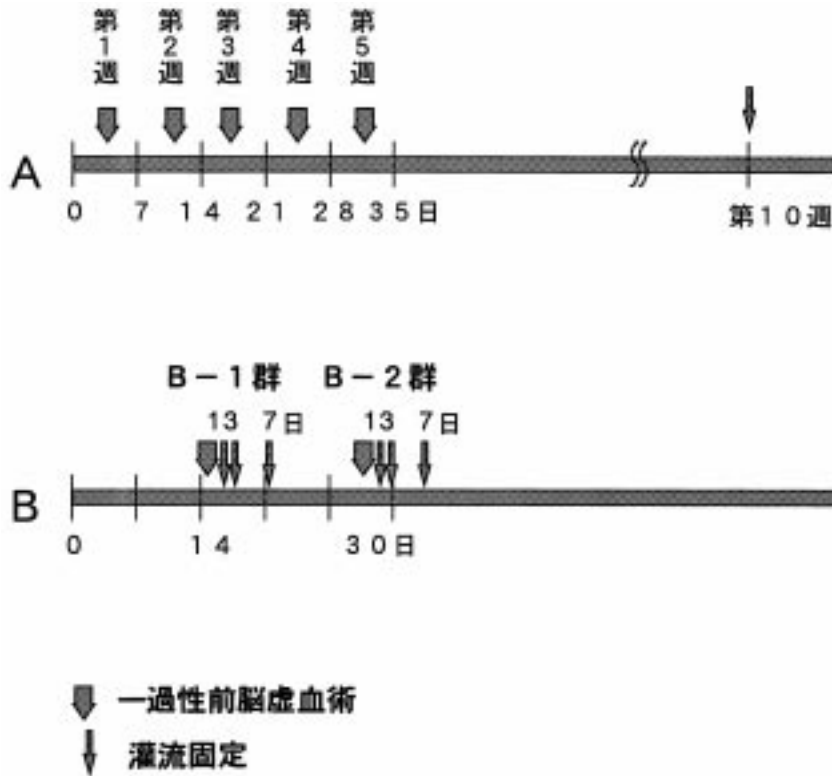 第1週 第2週 第3週 第4週 第5週
A
0 7 14 21 28 35日
第10週
B－1群 B－2群
13 7日 13 7日
B
0 14 30日
一過性前脳虚血術
灌流固定